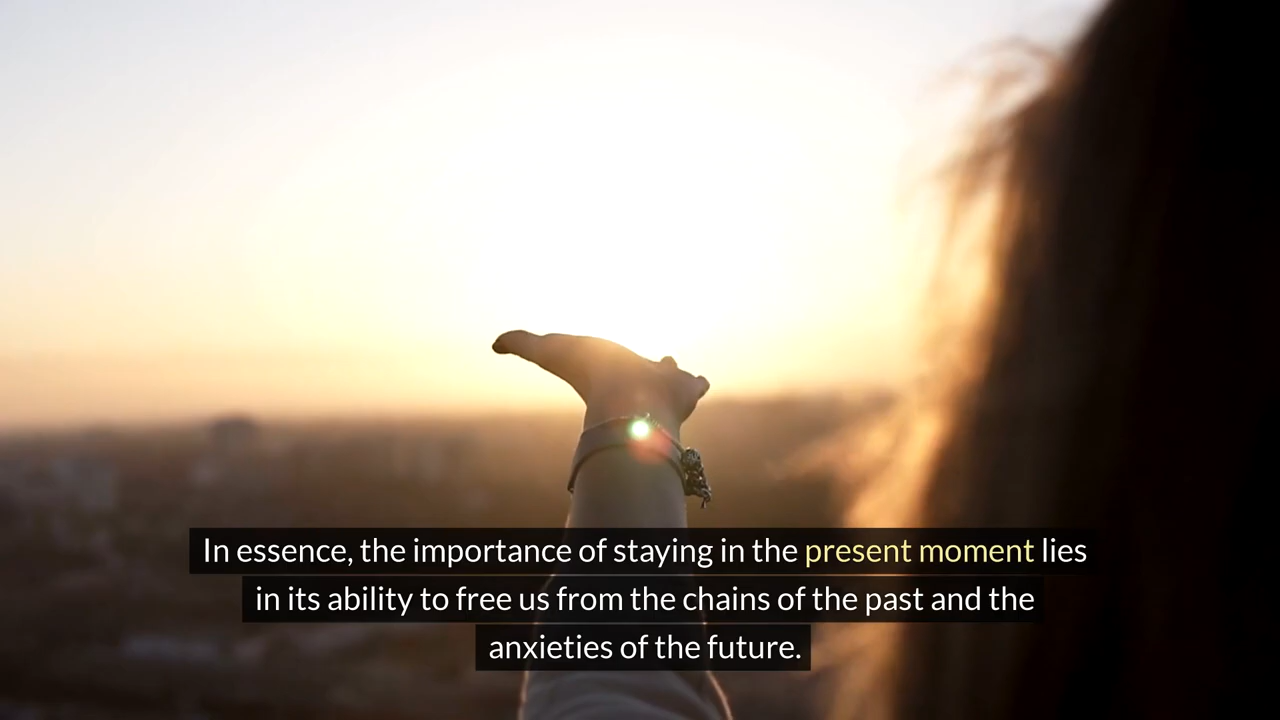 In essence, the importance of staying in the present moment lies
in its ability to free us from the chains of the past and the
anxieties of the future.